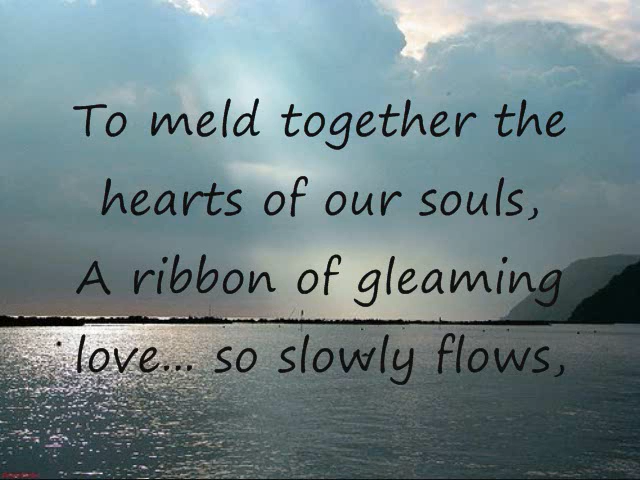 To meld together the
hearts of our souls,
A ribbon of gleaming
love... so slowly flows,